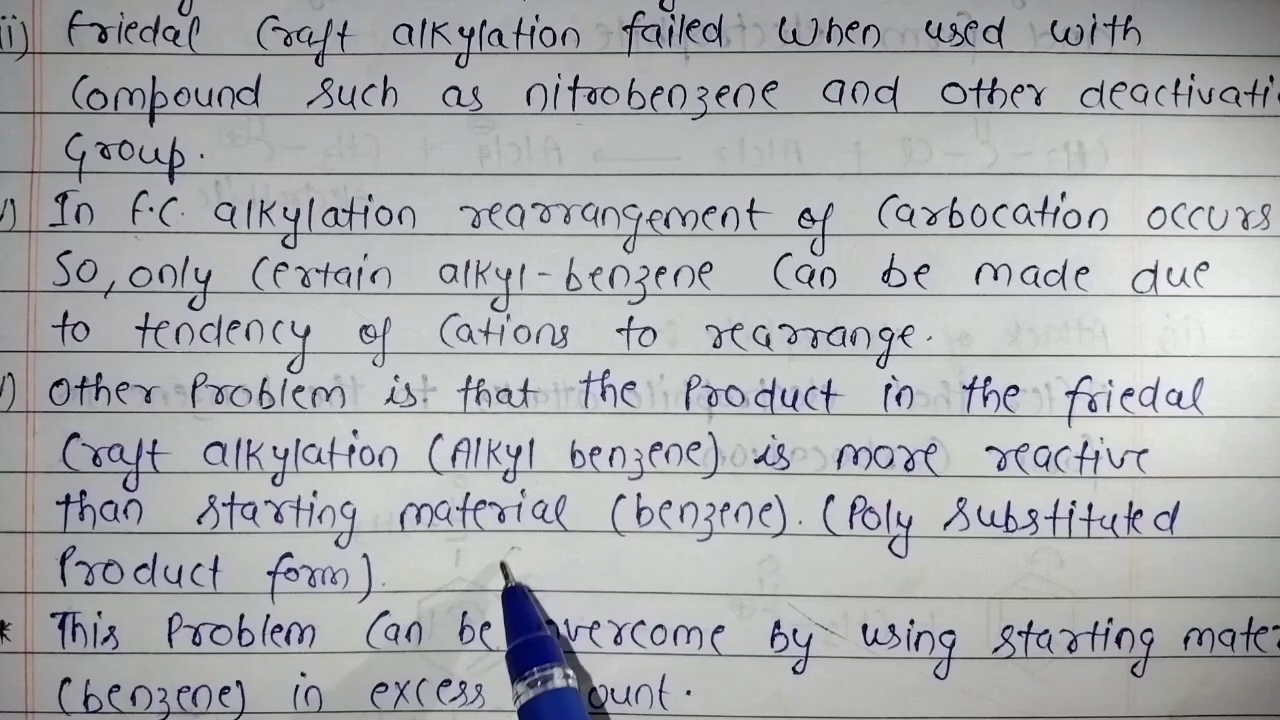 ii) Friedal Craft alkylation failed when used with
Compound such as nitrobenzene and other deactivati
Group.
) In F.C. alkylation rearrangement of Carbocation occurs
So, only Certain alkyl-benzene Can be made due
to tendency of Cations to rearrange.
) Other Problem is that the Product in the friedal
Craft alkylation (Alkyl benzene) is more reactive
than starting material (benzene). (Poly Substituted
Product form).
* This Problem Can be overcome by using starting mate
(benzene) in excess ount.